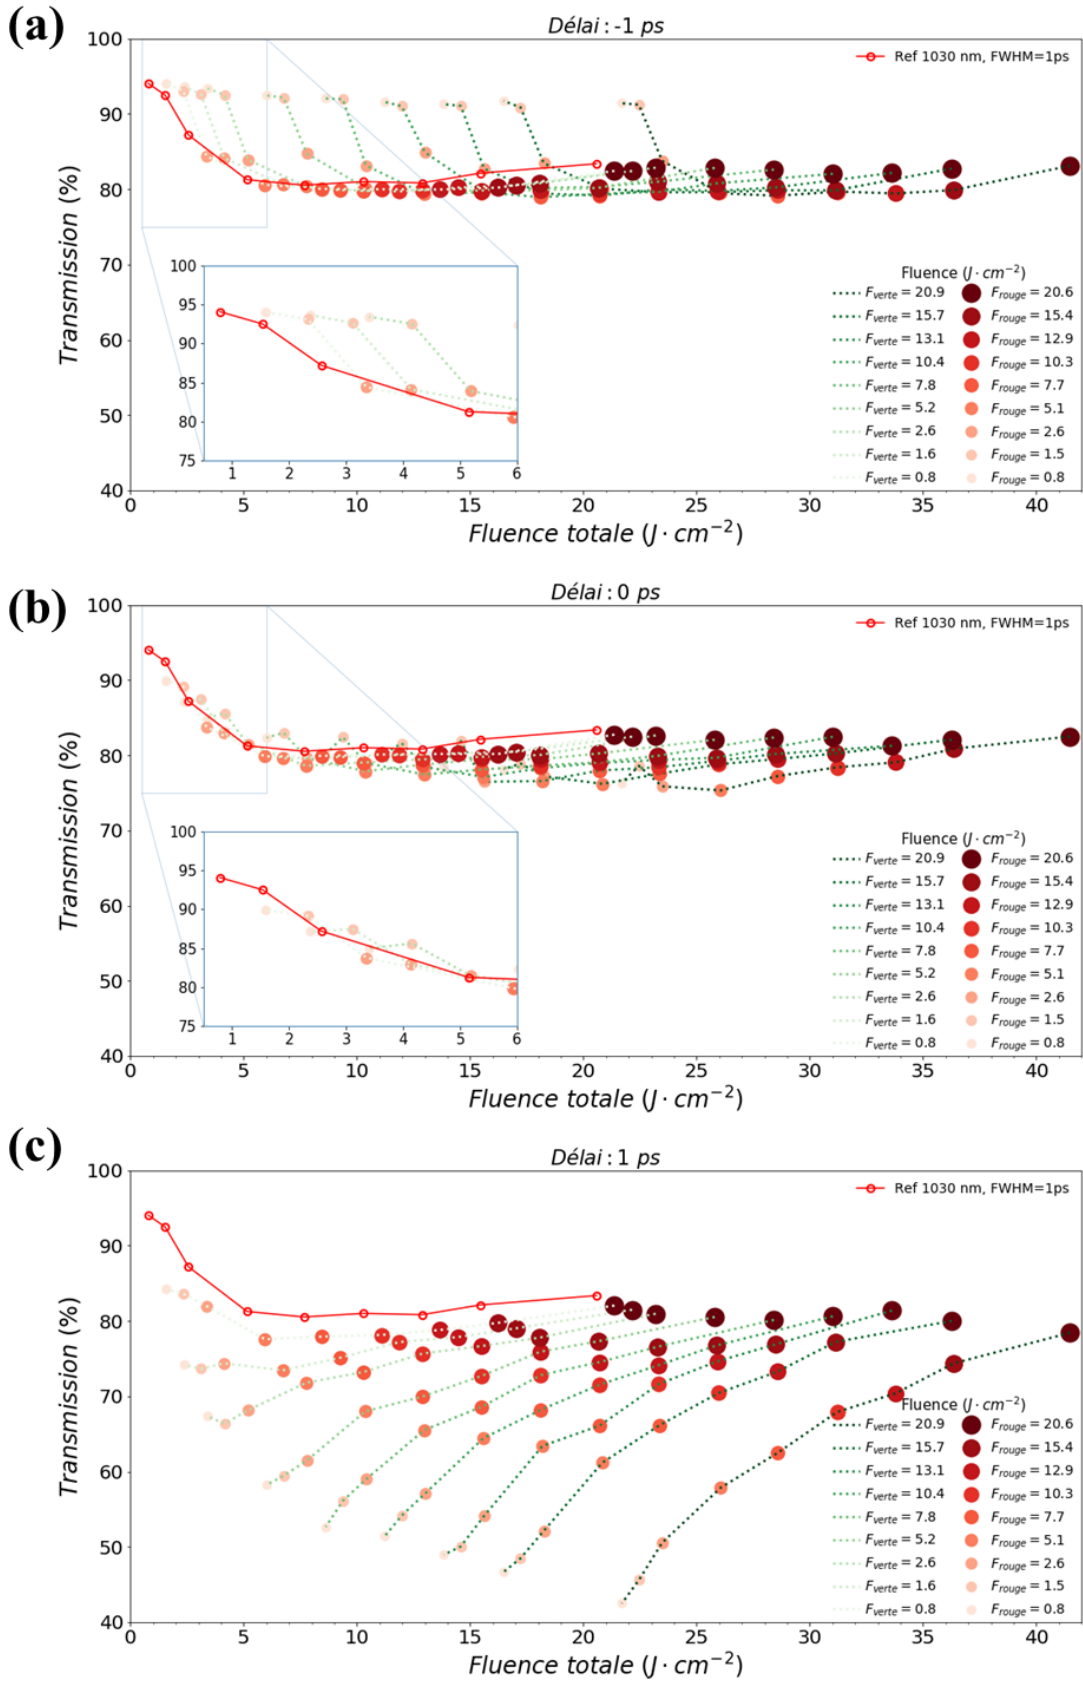 (a)
Délai : -1 ps
Ref 1030 nm, FWHM=1ps
Transmission (%)
100
90
80
70
60
50
40
100
95
90
85
80
75
1 2 3 4 5 6
Fluence (J · cm⁻²)
F_verte = 20.9 F_rouge = 20.6
F_verte = 15.7 F_rouge = 15.4
F_verte = 13.1 F_rouge = 12.9
F_verte = 10.4 F_rouge = 10.3
F_verte = 7.8 F_rouge = 7.7
F_verte = 5.2 F_rouge = 5.1
F_verte = 2.6 F_rouge = 2.6
F_verte = 1.6 F_rouge = 1.5
F_verte = 0.8 F_rouge = 0.8
0 5 10 15 20 25 30 35 40
Fluence totale (J · cm⁻²)
(b)
Délai : 0 ps
Ref 1030 nm, FWHM=1ps
Transmission (%)
100
90
80
70
60
50
40
100
95
90
85
80
75
1 2 3 4 5 6
Fluence (J · cm⁻²)
F_verte = 20.9 F_rouge = 20.6
F_verte = 15.7 F_rouge = 15.4
F_verte = 13.1 F_rouge = 12.9
F_verte = 10.4 F_rouge = 10.3
F_verte = 7.8 F_rouge = 7.7
F_verte = 5.2 F_rouge = 5.1
F_verte = 2.6 F_rouge = 2.6
F_verte = 1.6 F_rouge = 1.5
F_verte = 0.8 F_rouge = 0.8
0 5 10 15 20 25 30 35 40
Fluence totale (J · cm⁻²)
(c)
Délai : 1 ps
Ref 1030 nm, FWHM=1ps
Transmission (%)
100
90
80
70
60
50
40
Fluence (J · cm⁻²)
F_verte = 20.9 F_rouge = 20.6
F_verte = 15.7 F_rouge = 15.4
F_verte = 13.1 F_rouge = 12.9
F_verte = 10.4 F_rouge = 10.3
F_verte = 7.8 F_rouge = 7.7
F_verte = 5.2 F_rouge = 5.1
F_verte = 2.6 F_rouge = 2.6
F_verte = 1.6 F_rouge = 1.5
F_verte = 0.8 F_rouge = 0.8
0 5 10 15 20 25 30 35 40
Fluence totale (J · cm⁻²)